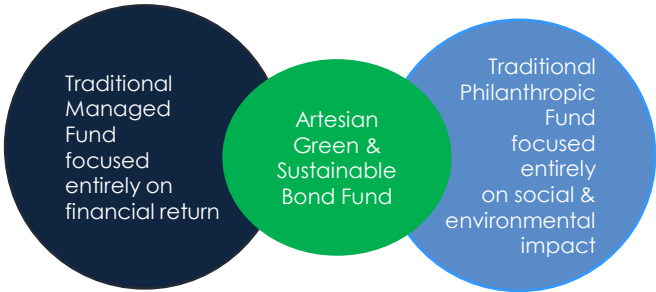 Traditional
Managed
Fund
focused
entirely on
financial return
Artesian
Green &
Sustainable
Bond Fund
Traditional
Philanthropic
Fund
focused
entirely
on social &
environmental
impact